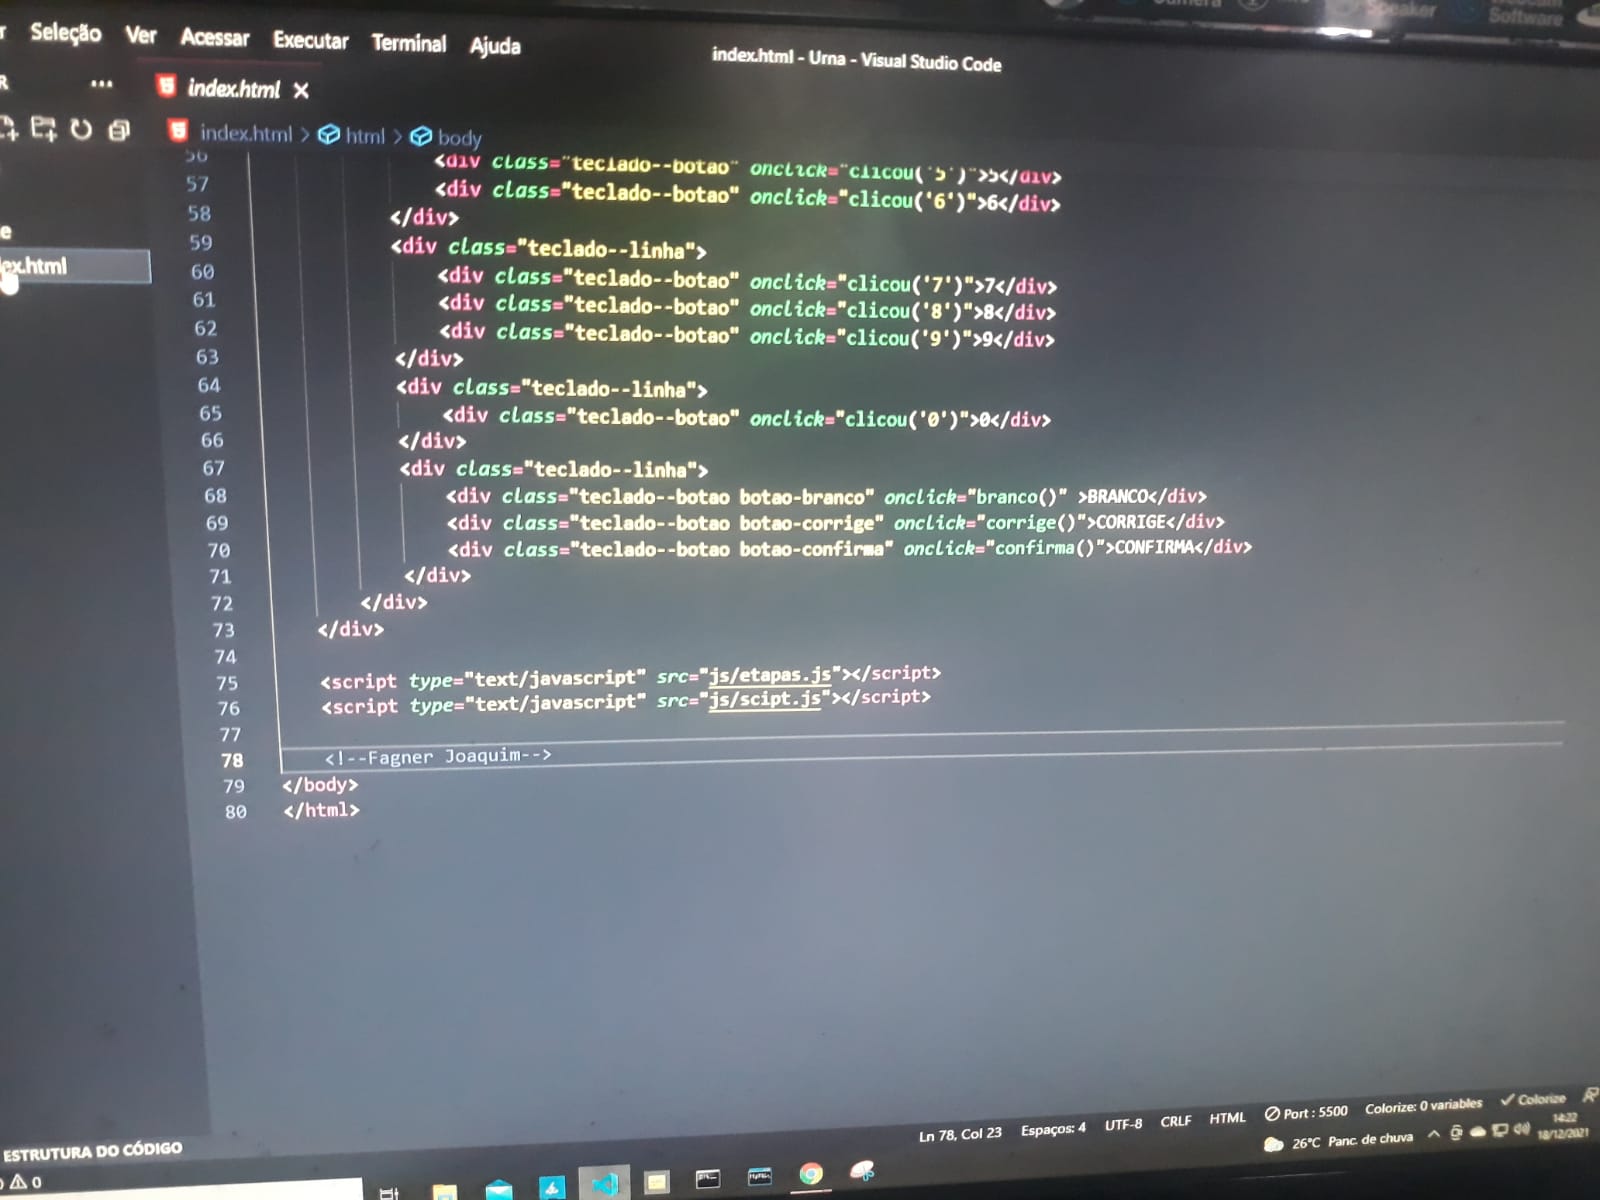 Seleção Ver Acessar Executar Terminal Ajuda
index.html - Urna - Visual Studio Code
R ... index.html ×
index.html > html > body
56 <div class="teclado--botao" onclick="clicou('5')">5</div>
57 <div class="teclado--botao" onclick="clicou('6')">6</div>
58 </div>
59 <div class="teclado--linha">
60 <div class="teclado--botao" onclick="clicou('7')">7</div>
61 <div class="teclado--botao" onclick="clicou('8')">8</div>
62 <div class="teclado--botao" onclick="clicou('9')">9</div>
63 </div>
64 <div class="teclado--linha">
65 <div class="teclado--botao" onclick="clicou('0')">0</div>
66 </div>
67 <div class="teclado--linha">
68 <div class="teclado--botao botao-branco" onclick="branco()" >BRANCO</div>
69 <div class="teclado--botao botao-corrige" onclick="corrige()">CORRIGE</div>
70 <div class="teclado--botao botao-confirma" onclick="confirma()">CONFIRMA</div>
71 </div>
72 </div>
73 </div>
74
75 <script type="text/javascript" src="js/etapas.js"></script>
76 <script type="text/javascript" src="js/scipt.js"></script>
77
78 <!--Fagner Joaquim-->
79 </body>
80 </html>
e
ex.html
ESTRUTURA DO CÓDIGO
0
Ln 78, Col 23 Espaços: 4 UTF-8 CRLF HTML Port : 5500 Colorize: 0 variables Colorize
26°C Panc. de chuva
14:22
18/12/2021
Speaker
Software